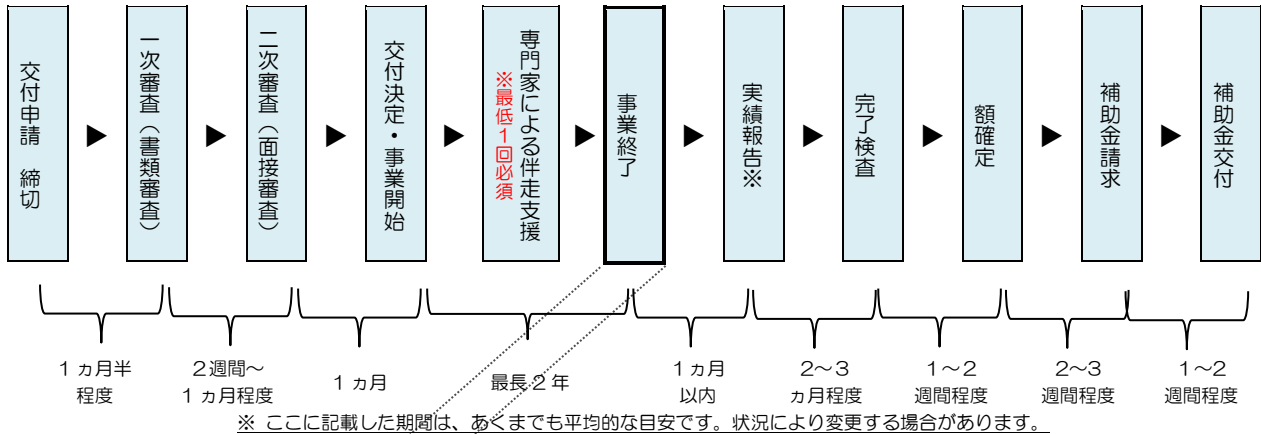 交付申請　締切
▶
一次審査（書類審査）
▶
二次審査（面接審査）
▶
交付決定・事業開始
▶
専門家による伴走支援
※最低1回必須
▶
事業終了
▶
実績報告※
▶
完了検査
▶
額確定
▶
補助金請求
▶
補助金交付
１ヵ月半
程度
２週間～
１ヵ月程度
１ヵ月
最長２年
１ヵ月
以内
２～３
ヵ月程度
１～２
週間程度
２～３
週間程度
１～２
週間程度
※ ここに記載した期間は、あくまでも平均的な目安です。状況により変更する場合があります。